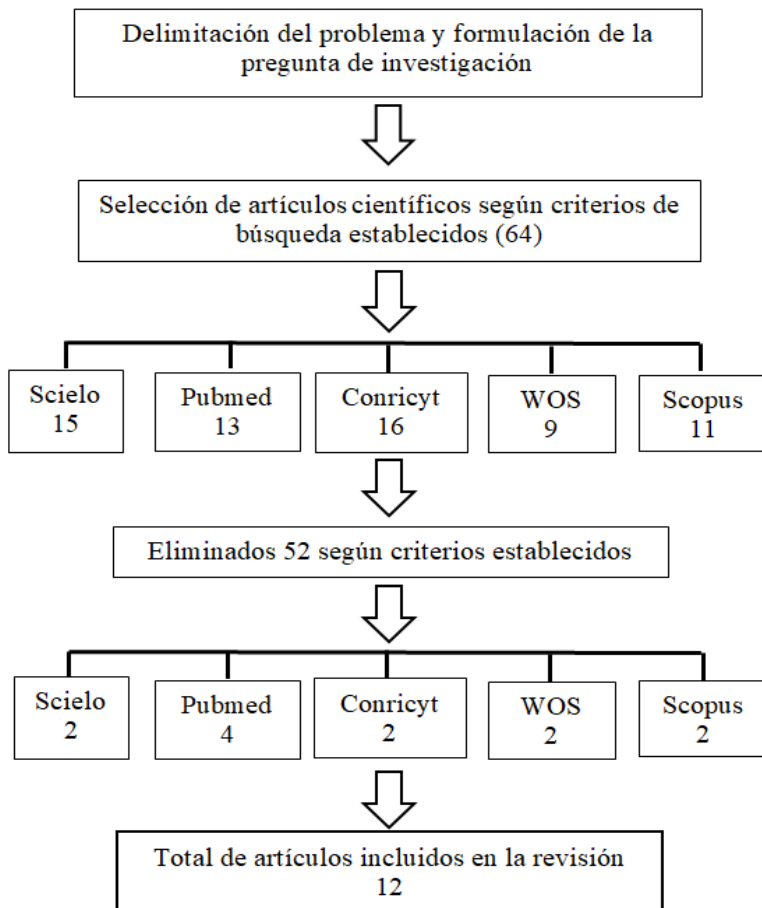 Delimitación del problema y formulación de la
pregunta de investigación
Selección de artículos científicos según criterios de
búsqueda establecidos (64)
Scielo
15
Pubmed
13
Conricyt
16
WOS
9
Scopus
11
Eliminados 52 según criterios establecidos
Scielo
2
Pubmed
4
Conricyt
2
WOS
2
Scopus
2
Total de artículos incluidos en la revisión
12